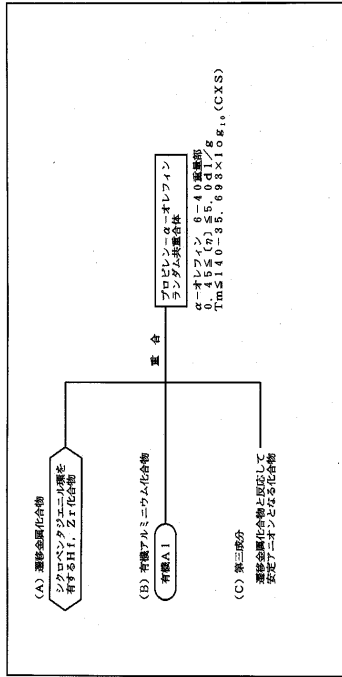 (A) 遷移金属化合物
シクロペンタジェニル環を
有するHf、Zr化合物
(B) 有機アルミニウム化合物
有機Al
(C) 第三成分
遷移金属化合物と反応して
安定アニオンとなる化合物
重 合
プロピレン-α-オレフィン
ランダム共重合体
α-オレフィン 6-40重量部
0.45≦[η]≦5.0dl/g
Tm≦140-35.693×log₁₀(CXS)